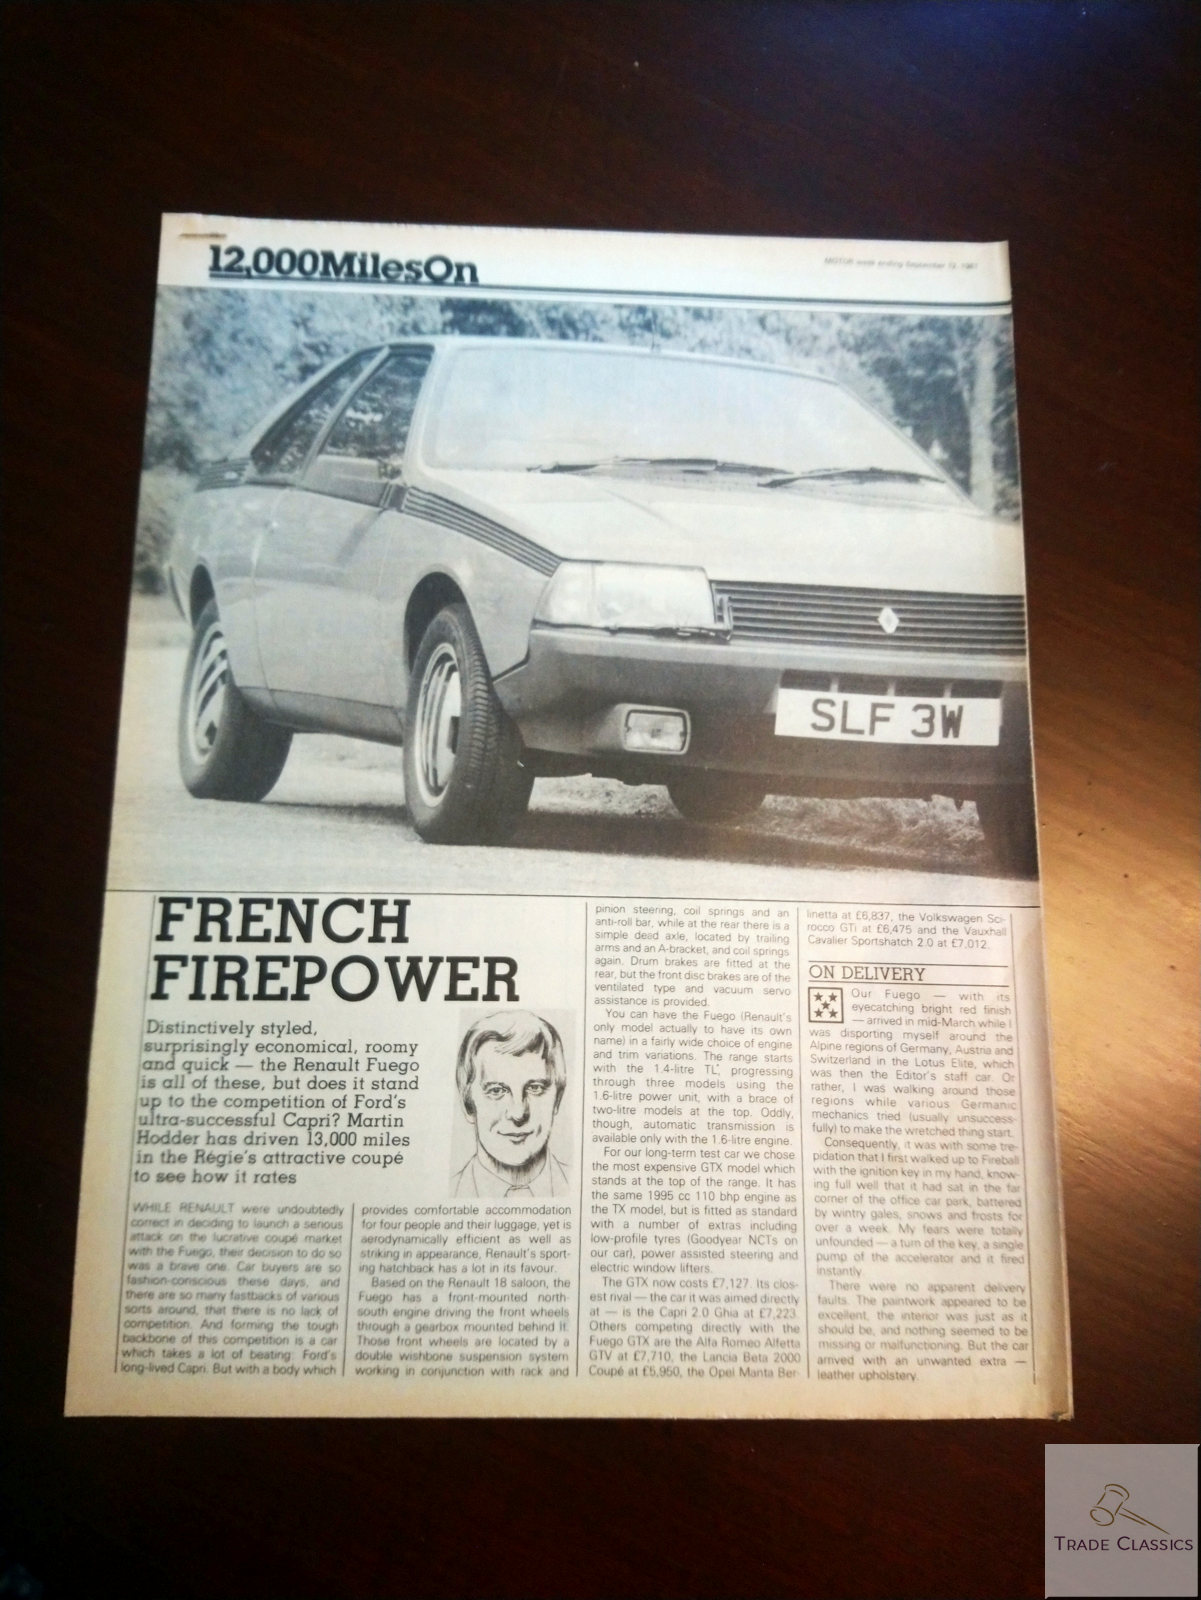 12,000MilesOn
MOTOR week ending September 12, 1981
SLF 3W
FRENCH
FIREPOWER
Distinctively styled,
surprisingly economical, roomy
and quick — the Renault Fuego
is all of these, but does it stand
up to the competition of Ford's
ultra-successful Capri? Martin
Hodder has driven 13,000 miles
in the Régie's attractive coupé
to see how it rates
WHILE RENAULT were undoubtedly
correct in deciding to launch a serious
attack on the lucrative coupé market
with the Fuego, their decision to do so
was a brave one. Car buyers are so
fashion-conscious these days, and
there are so many fastbacks of various
sorts around, that there is no lack of
competition. And forming the tough
backbone of this competition is a car
which takes a lot of beating: Ford's
long-lived Capri. But with a body which
provides comfortable accommodation
for four people and their luggage, yet is
aerodynamically efficient as well as
striking in appearance, Renault's sport-
ing hatchback has a lot in its favour.
Based on the Renault 18 saloon, the
Fuego has a front-mounted north-
south engine driving the front wheels
through a gearbox mounted behind it.
Those front wheels are located by a
double wishbone suspension system
working in conjunction with rack and
pinion steering, coil springs and an
anti-roll bar, while at the rear there is a
simple dead axle, located by trailing
arms and an A-bracket, and coil springs
again. Drum brakes are fitted at the
rear, but the front disc brakes are of the
ventilated type and vacuum servo
assistance is provided.
You can have the Fuego (Renault's
only model actually to have its own
name) in a fairly wide choice of engine
and trim variations. The range starts
with the 1.4-litre TL, progressing
through three models using the
1.6-litre power unit, with a brace of
two-litre models at the top. Oddly,
though, automatic transmission is
available only with the 1.6-litre engine.
For our long-term test car we chose
the most expensive GTX model which
stands at the top of the range. It has
the same 1995 cc 110 bhp engine as
the TX model, but is fitted as standard
with a number of extras including
low-profile tyres (Goodyear NCTs on
our car), power assisted steering and
electric window lifters.
The GTX now costs £7,127. Its clos-
est rival — the car it was aimed directly
at — is the Capri 2.0 Ghia at £7,223.
Others competing directly with the
Fuego GTX are the Alfa Romeo Alfetta
GTV at £7,710, the Lancia Beta 2000
Coupé at £5,950, the Opel Manta Ber-
linetta at £6,837, the Volkswagen Sci-
rocco GTi at £6,475 and the Vauxhall
Cavalier Sportshatch 2.0 at £7,012.
ON DELIVERY
Our Fuego — with its
eyecatching bright red finish
— arrived in mid-March while I
was disporting myself around the
Alpine regions of Germany, Austria and
Switzerland in the Lotus Elite, which
was then the Editor's staff car. Or
rather, I was walking around those
regions while various Germanic
mechanics tried (usually unsuccess-
fully) to make the wretched thing start.
Consequently, it was with some tre-
pidation that I first walked up to Fireball
with the ignition key in my hand, know-
ing full well that it had sat in the far
corner of the office car park, battered
by wintry gales, snows and frosts for
over a week. My fears were totally
unfounded — a turn of the key, a single
pump of the accelerator and it fired
instantly.
There were no apparent delivery
faults. The paintwork appeared to be
excellent, the interior was just as it
should be, and nothing seemed to be
missing or malfunctioning. But the car
arrived with an unwanted extra —
leather upholstery.
TRADE CLASSICS